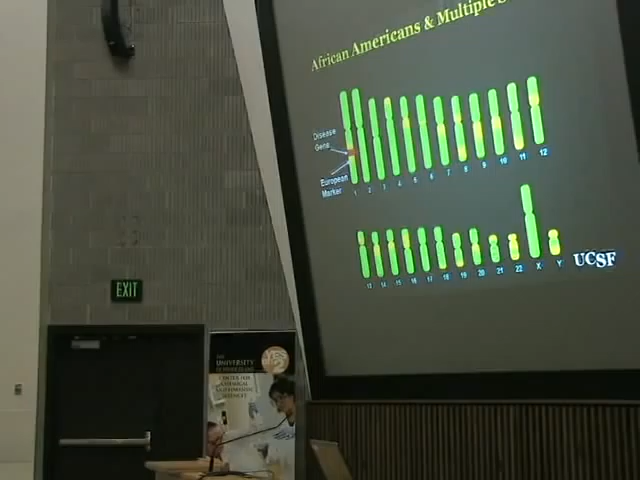 African Americans & Multiple
Disease
Gene
European
Marker
1 2 3 4 5 6 7 8 9 10 11 12
13 14 15 16 17 18 19 20 21 22 X Y
UCSF
EXIT
THE
UNIVERSITY